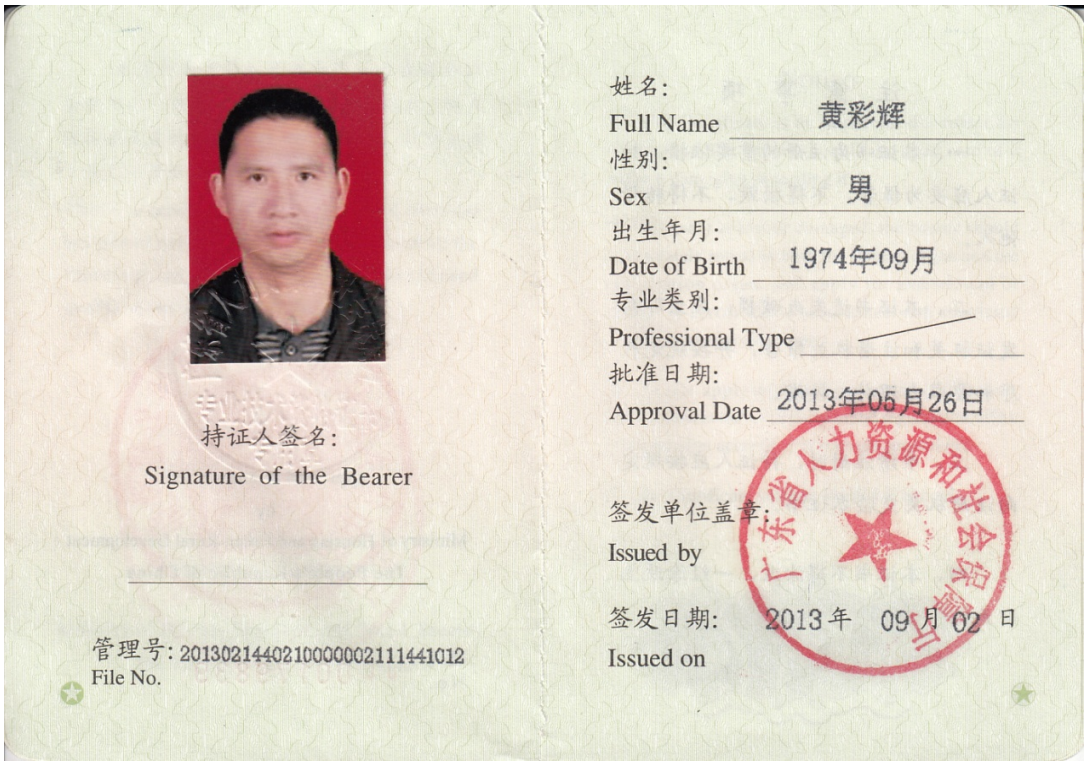 持证人签名:
Signature of the Bearer
管理号: 2013021440210000002111441012
File No.
姓名:
Full Name 黄彩辉
性别:
Sex 男
出生年月:
Date of Birth 1974年09月
专业类别:
Professional Type
批准日期:
Approval Date 2013年05月26日
签发单位盖章:
Issued by
广东省人力资源和社会保障厅
签发日期: 2013年 09月02日
Issued on